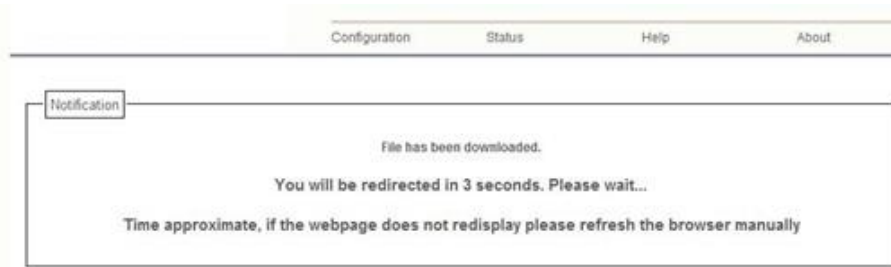 Configuration Status Help About
Notification
File has been downloaded.
You will be redirected in 3 seconds. Please wait...
Time approximate, if the webpage does not redisplay please refresh the browser manually